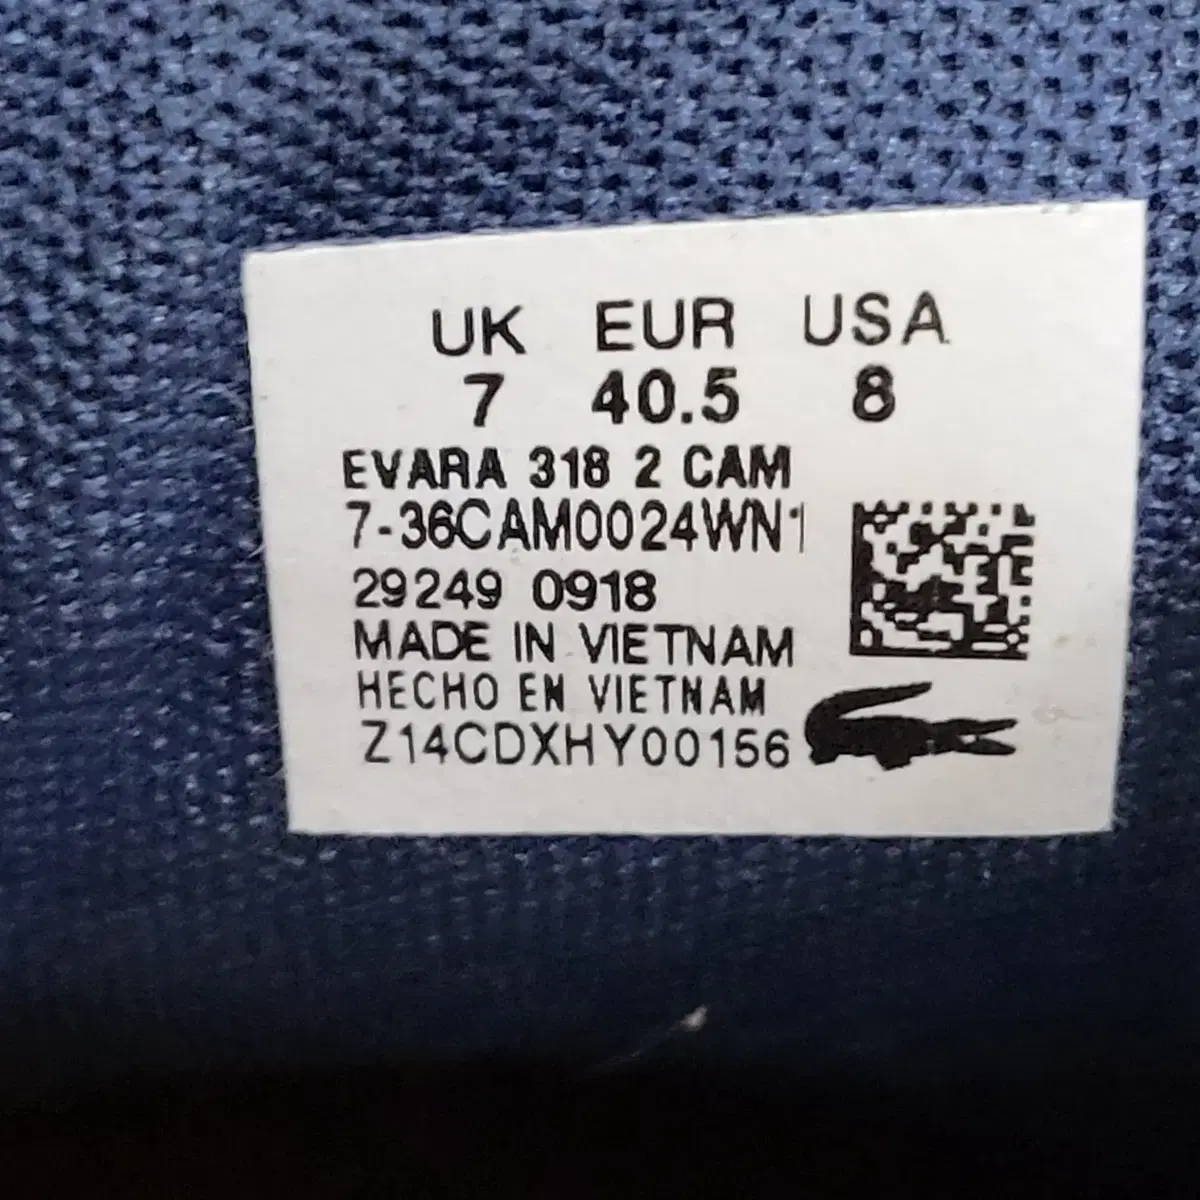 UK EUR USA
7 40.5 8
EVARA 318 2 CAM
7-36CAM0024WN1
29249 0918
MADE IN VIETNAM
HECHO EN VIETNAM
Z14CDXHY00156